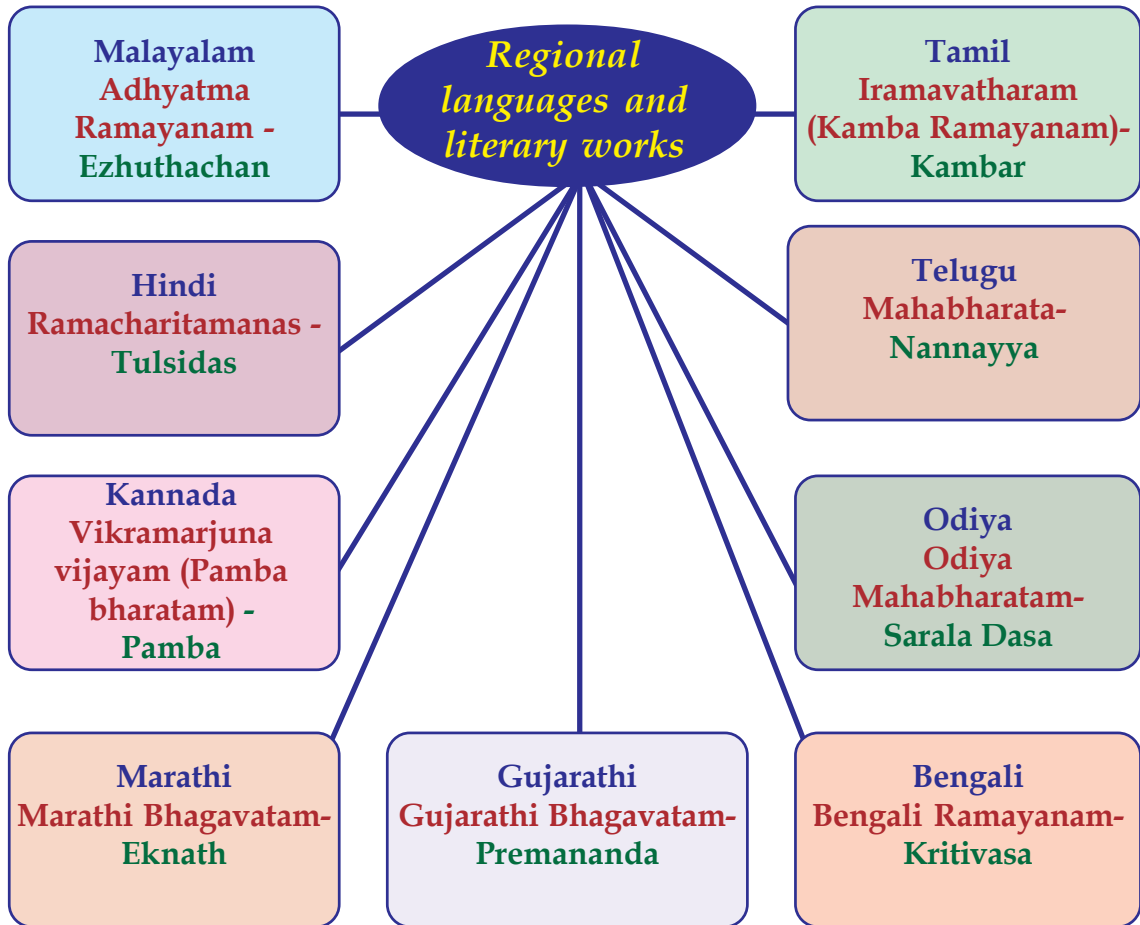 Regional
languages and
literary works
Malayalam
Adhyatma
Ramayanam -
Ezhuthachan
Tamil
Iramavatharam
(Kamba Ramayanam)-
Kambar
Hindi
Ramacharitamanas -
Tulsidas
Telugu
Mahabharata-
Nannayya
Kannada
Vikramarjuna
vijayam (Pamba
bharatam) -
Pamba
Odiya
Odiya
Mahabharatam-
Sarala Dasa
Marathi
Marathi Bhagavatam-
Eknath
Gujarathi
Gujarathi Bhagavatam-
Premananda
Bengali
Bengali Ramayanam-
Kritivasa